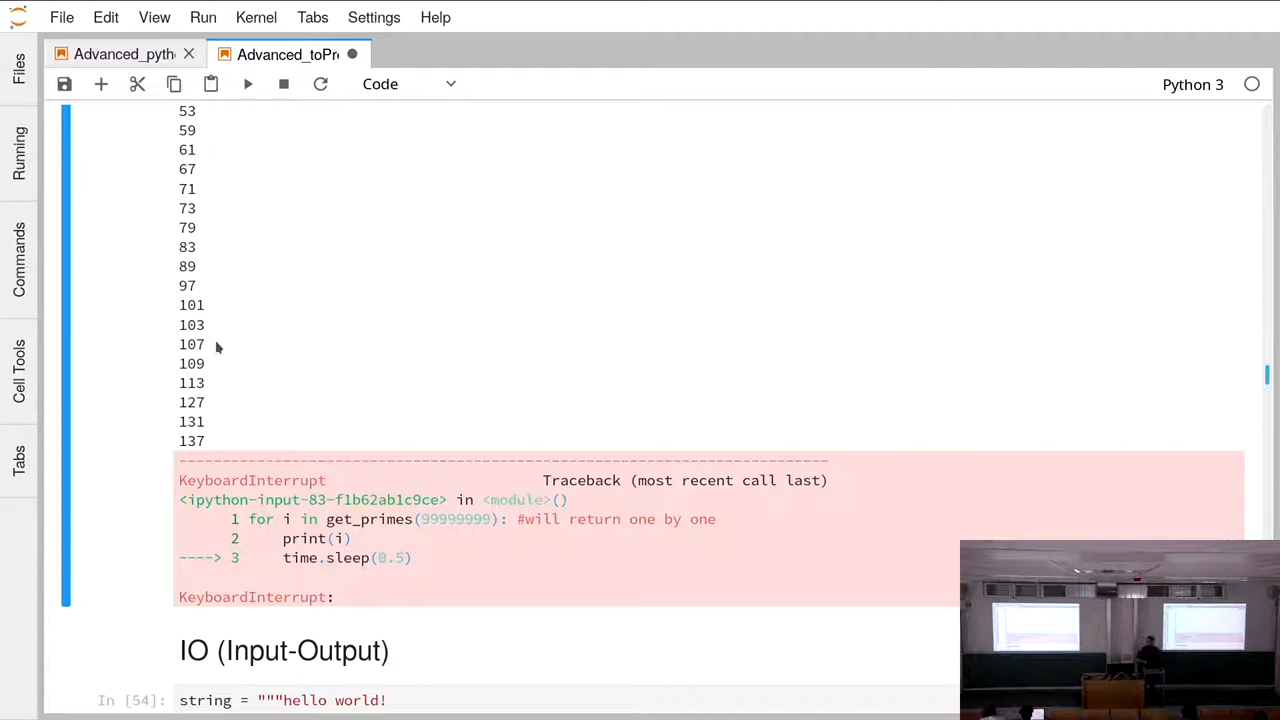 File Edit View Run Kernel Tabs Settings Help
Advanced_pyth
Advanced_toPr
Code
Python 3
Files
Running
Commands
Cell Tools
Tabs
53
59
61
67
71
73
79
83
89
97
101
103
107
109
113
127
131
137
---------------------------------------------------------------------------
KeyboardInterrupt Traceback (most recent call last)
<ipython-input-83-f1b62ab1c9ce> in <module>()
1 for i in get_primes(99999999): #will return one by one
2 print(i)
----> 3 time.sleep(0.5)
KeyboardInterrupt:
IO (Input-Output)
In [54]: string = """hello world!